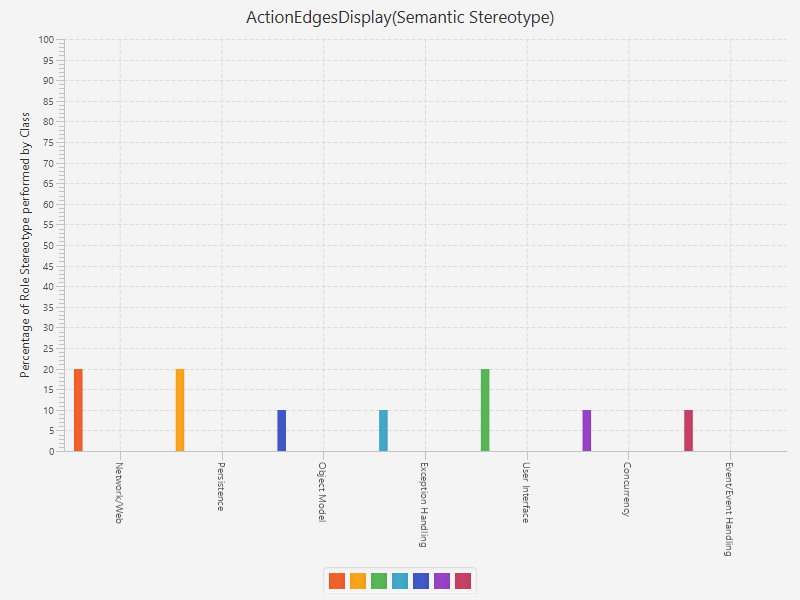 ActionEdgesDisplay(Semantic Stereotype)
Percentage of Role Stereotype performed by Class
100
95
90
85
80
75
70
65
60
55
50
45
40
35
30
25
20
15
10
5
0
Network/Web
Persistence
Object Model
Exception Handling
User Interface
Concurrency
Event/Event Handling